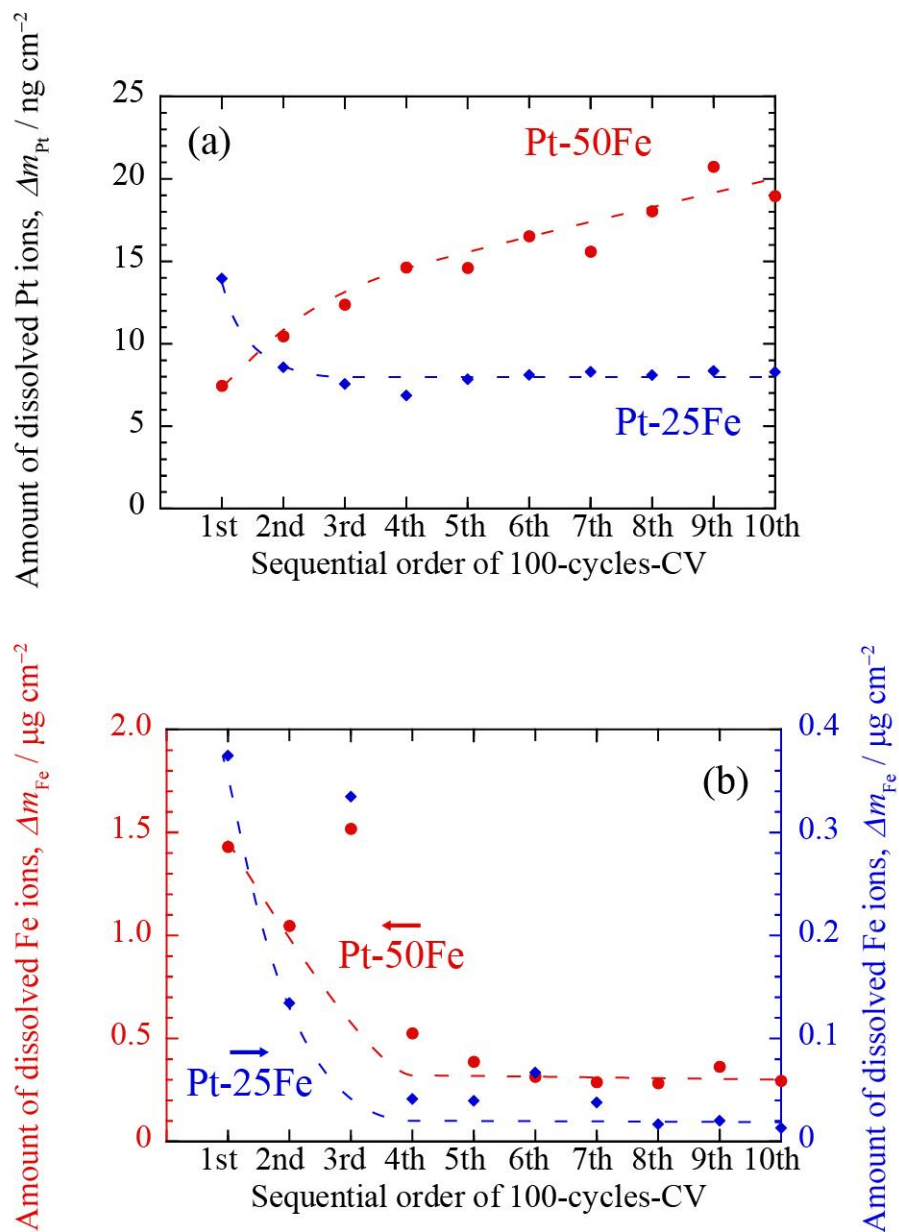 Amount of dissolved Pt ions, Δm_Pt / ng cm⁻²
25
20
15
10
5
0
(a)
Pt-50Fe
Pt-25Fe
1st 2nd 3rd 4th 5th 6th 7th 8th 9th 10th
Sequential order of 100-cycles-CV
Amount of dissolved Fe ions, Δm_Fe / μg cm⁻²
2.0
1.5
1.0
0.5
0
(b)
Pt-50Fe
Pt-25Fe
0.4
0.3
0.2
0.1
0
Amount of dissolved Fe ions, Δm_Fe / μg cm⁻²
1st 2nd 3rd 4th 5th 6th 7th 8th 9th 10th
Sequential order of 100-cycles-CV